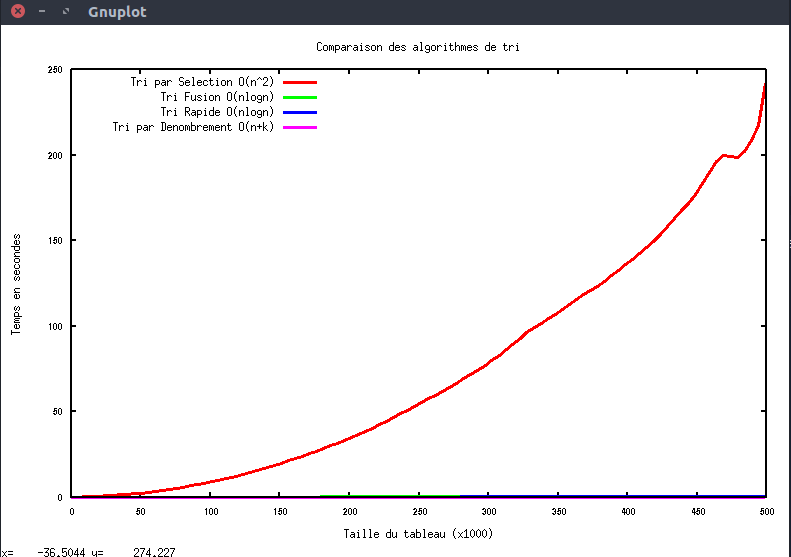 Gnuplot
Comparaison des algorithmes de tri
250
200
150
100
50
0
Temps en secondes
Tri par Selection O(n^2)
Tri Fusion O(nlogn)
Tri Rapide O(nlogn)
Tri par Denombrement O(n+k)
0 50 100 150 200 250 300 350 400 450 500
Taille du tableau (x1000)
x= -36.5044 y= 274.227